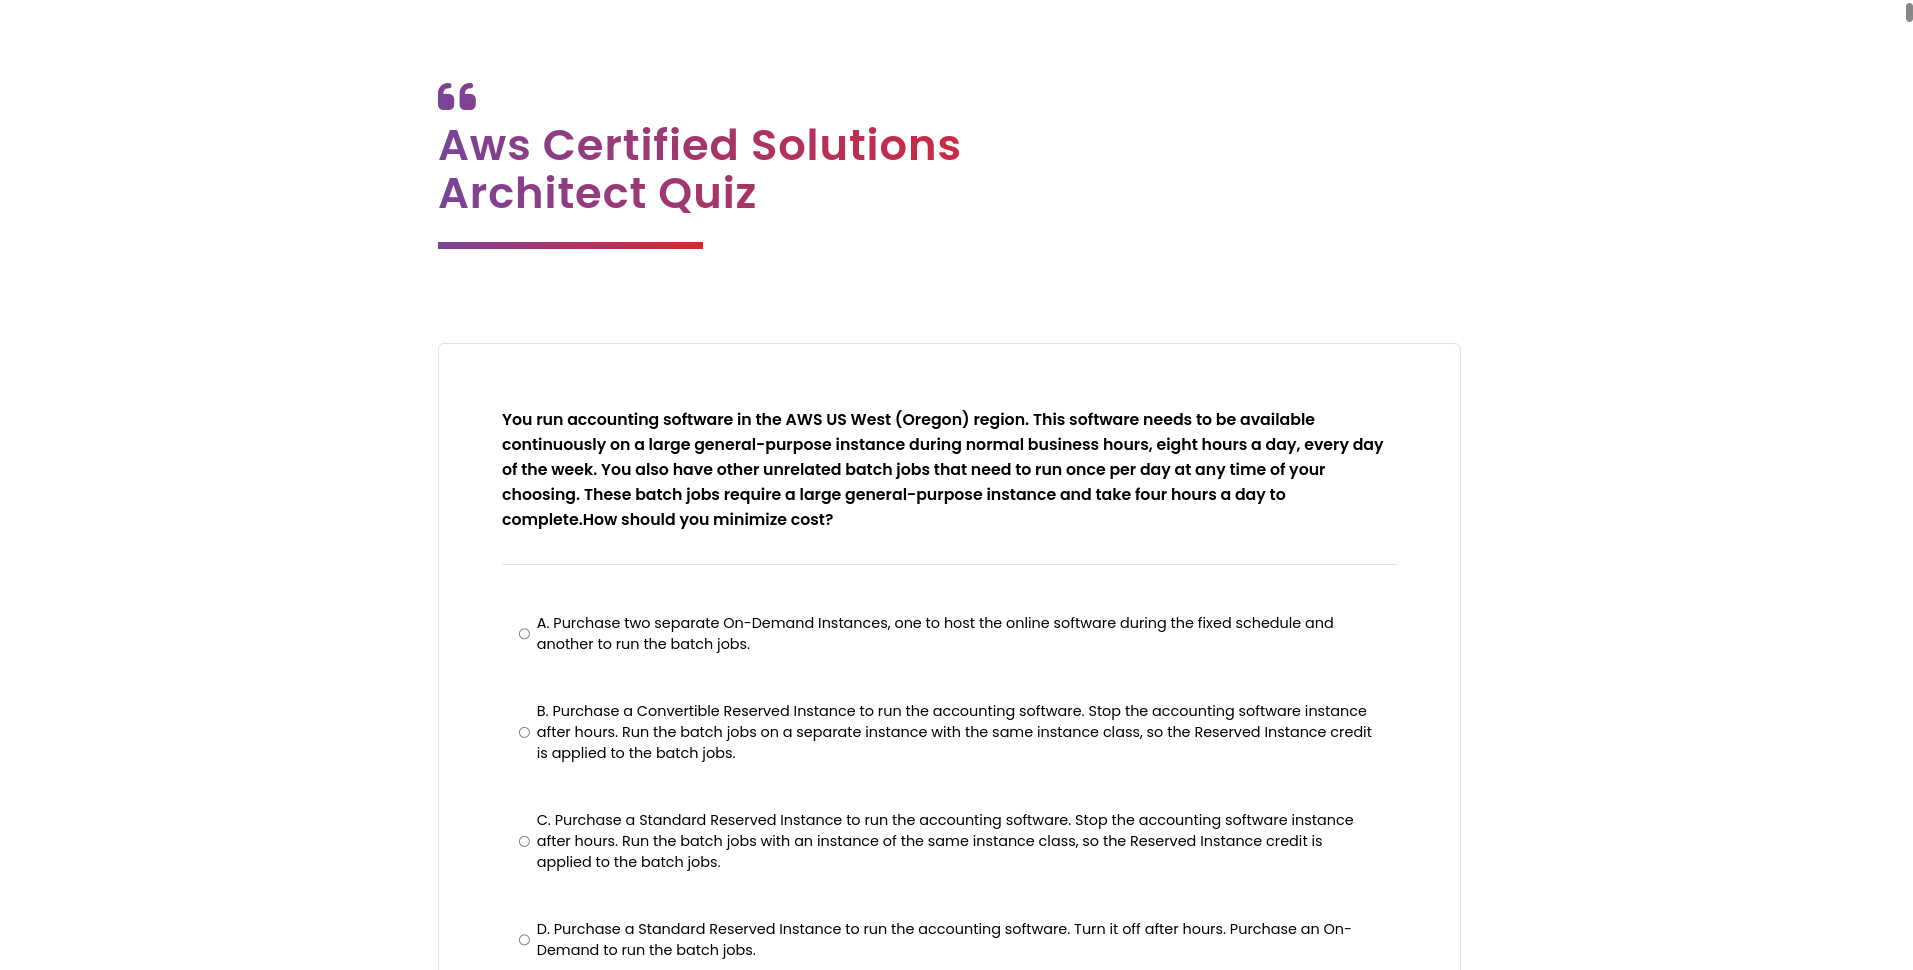 Aws Certified Solutions
Architect Quiz
You run accounting software in the AWS US West (Oregon) region. This software needs to be available
continuously on a large general-purpose instance during normal business hours, eight hours a day, every day
of the week. You also have other unrelated batch jobs that need to run once per day at any time of your
choosing. These batch jobs require a large general-purpose instance and take four hours a day to
complete.How should you minimize cost?
A. Purchase two separate On-Demand Instances, one to host the online software during the fixed schedule and
another to run the batch jobs.
B. Purchase a Convertible Reserved Instance to run the accounting software. Stop the accounting software instance
after hours. Run the batch jobs on a separate instance with the same instance class, so the Reserved Instance credit
is applied to the batch jobs.
C. Purchase a Standard Reserved Instance to run the accounting software. Stop the accounting software instance
after hours. Run the batch jobs with an instance of the same instance class, so the Reserved Instance credit is
applied to the batch jobs.
D. Purchase a Standard Reserved Instance to run the accounting software. Turn it off after hours. Purchase an On-
Demand to run the batch jobs.